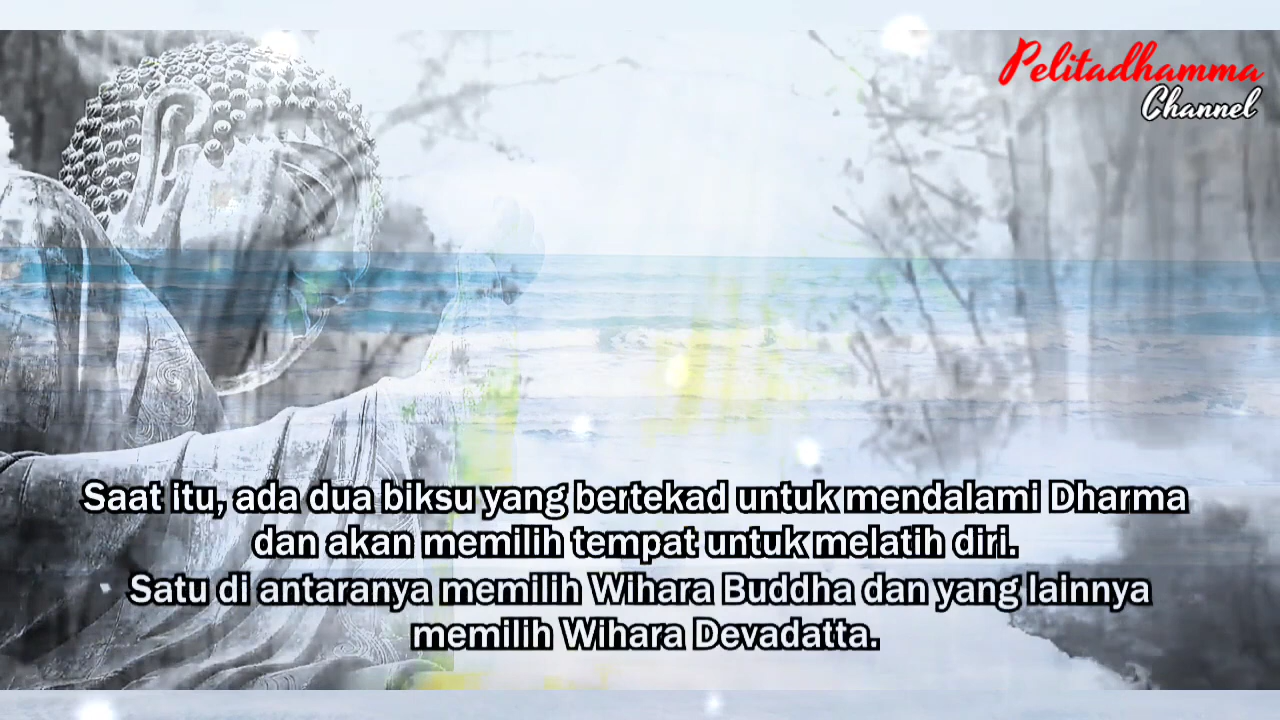 Pelitadhamma
Channel
Saat itu, ada dua biksu yang bertekad untuk mendalami Dharma
dan akan memilih tempat untuk melatih diri.
Satu di antaranya memilih Wihara Buddha dan yang lainnya
memilih Wihara Devadatta.